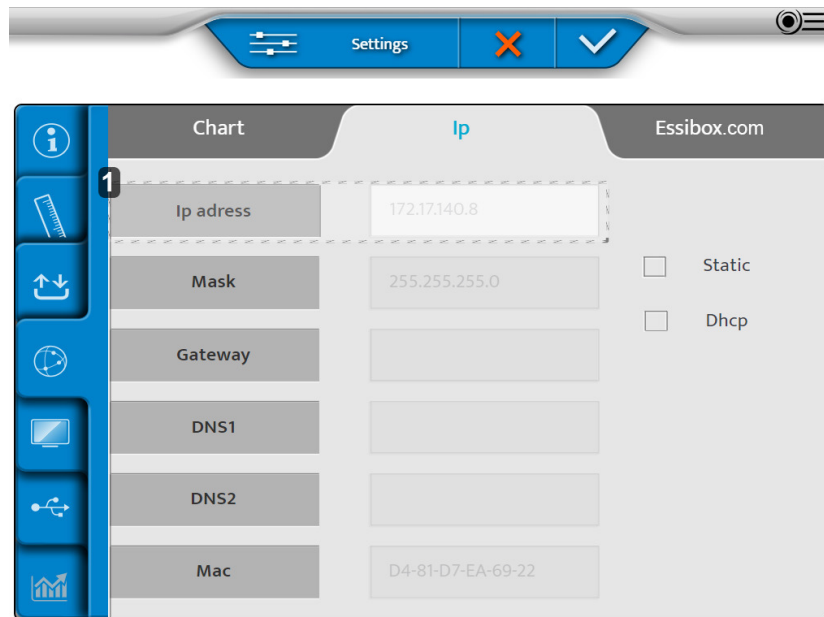 Settings
Chart Ip Essibox.com
1
Ip adress 172.17.140.8
Mask 255.255.255.0
Static
Gateway
Dhcp
DNS1
DNS2
Mac D4-81-D7-EA-69-22